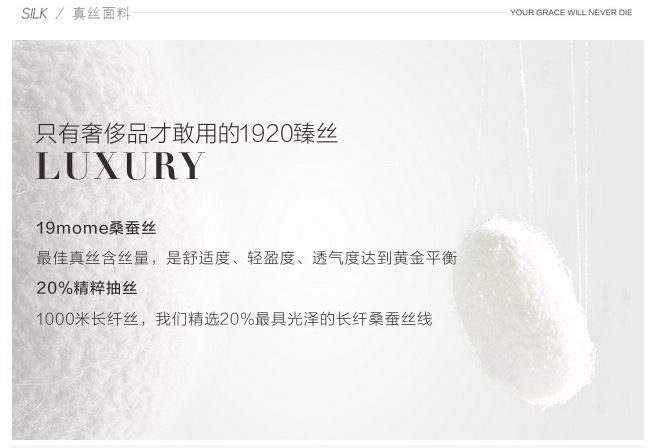 SILK / 真丝面料
YOUR GRACE WILL NEVER DIE
只有奢侈品才敢用的1920臻丝
LUXURY
19mome桑蚕丝
最佳真丝含丝量，是舒适度、轻盈度、透气度达到黄金平衡
20%精粹抽丝
1000米长纤丝，我们精选20%最具光泽的长纤桑蚕丝线